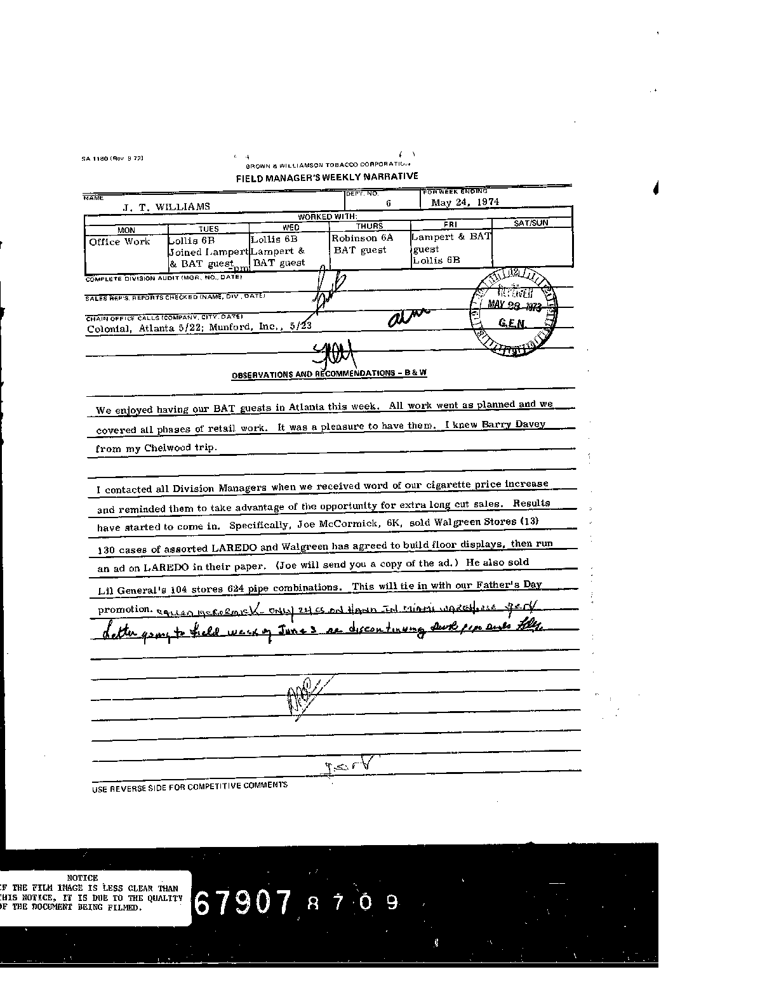 SA 1180 (Rev 9 72)
BROWN & WILLIAMSON TOBACCO CORPORATION
FIELD MANAGER'S WEEKLY NARRATIVE
NAME DEPT. NO. FOR WEEK ENDING
J. T. WILLIAMS 6 May 24, 1974
WORKED WITH:
MON TUES WED THURS FRI SAT/SUN
Office Work Lollis 6B Lollis 6B Robinson 6A Lampert & BAT
Joined Lampert Lampert & BAT guest guest
& BAT guest pm BAT guest Lollis 6B
COMPLETE DIVISION AUDIT (MGR. NO., DATE)
RECEIVED
SALES REP'S. REPORTS CHECKED (NAME, DIV., DATE)
MAY 28 1973
CHAIN OFFICE CALLS (COMPANY, CITY, DATE)
G.E.N.
Colonial, Atlanta 5/22; Munford, Inc., 5/23
OBSERVATIONS AND RECOMMENDATIONS – B & W
We enjoyed having our BAT guests in Atlanta this week. All work went as planned and we
covered all phases of retail work. It was a pleasure to have them. I knew Barry Davey
from my Chelwood trip.
I contacted all Division Managers when we received word of our cigarette price increase
and reminded them to take advantage of the opportunity for extra long cut sales. Results
have started to come in. Specifically, Joe McCormick, 6K, sold Walgreen Stores (13)
130 cases of assorted LAREDO and Walgreen has agreed to build floor displays, then run
an ad on LAREDO in their paper. (Joe will send you a copy of the ad.) He also sold
Lil General's 104 stores 624 pipe combinations. This will tie in with our Father's Day
promotion. called McCormick - only 24 cs on hand in Miami warehouse
Letter going to field week of June 3 re discontinuing
USE REVERSE SIDE FOR COMPETITIVE COMMENTS
NOTICE
IF THE FILM IMAGE IS LESS CLEAR THAN
THIS NOTICE, IT IS DUE TO THE QUALITY
OF THE DOCUMENT BEING FILMED.
67907 8709